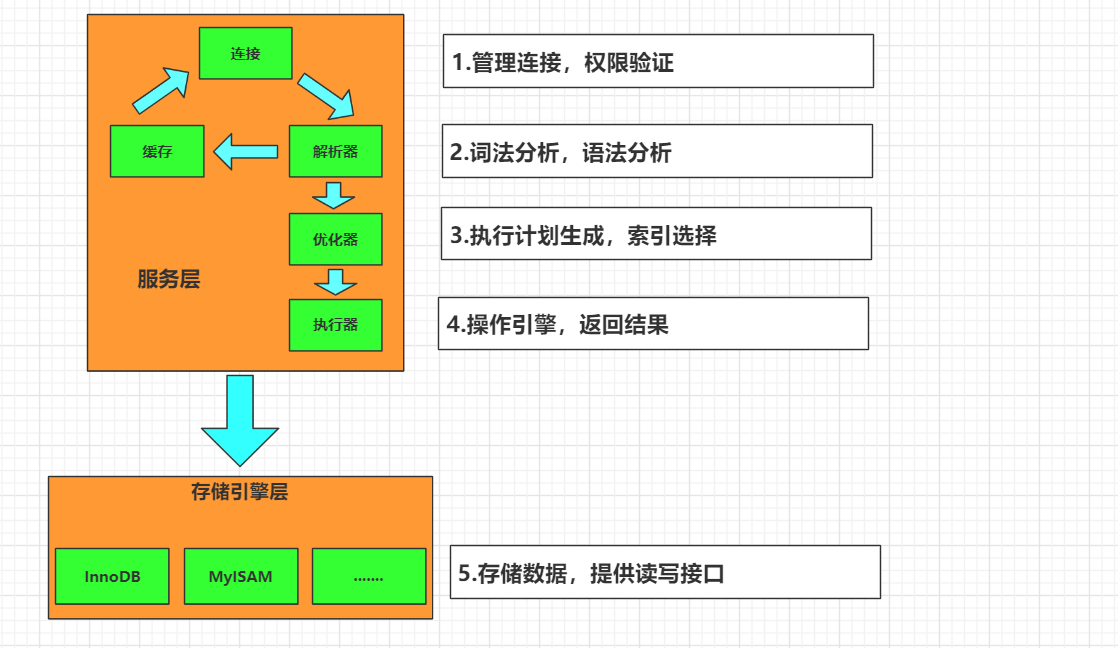 连接
1.管理连接，权限验证
缓存
解析器
2.词法分析，语法分析
优化器
3.执行计划生成，索引选择
服务层
执行器
4.操作引擎，返回结果
存储引擎层
InnoDB
MyISAM
.......
5.存储数据，提供读写接口